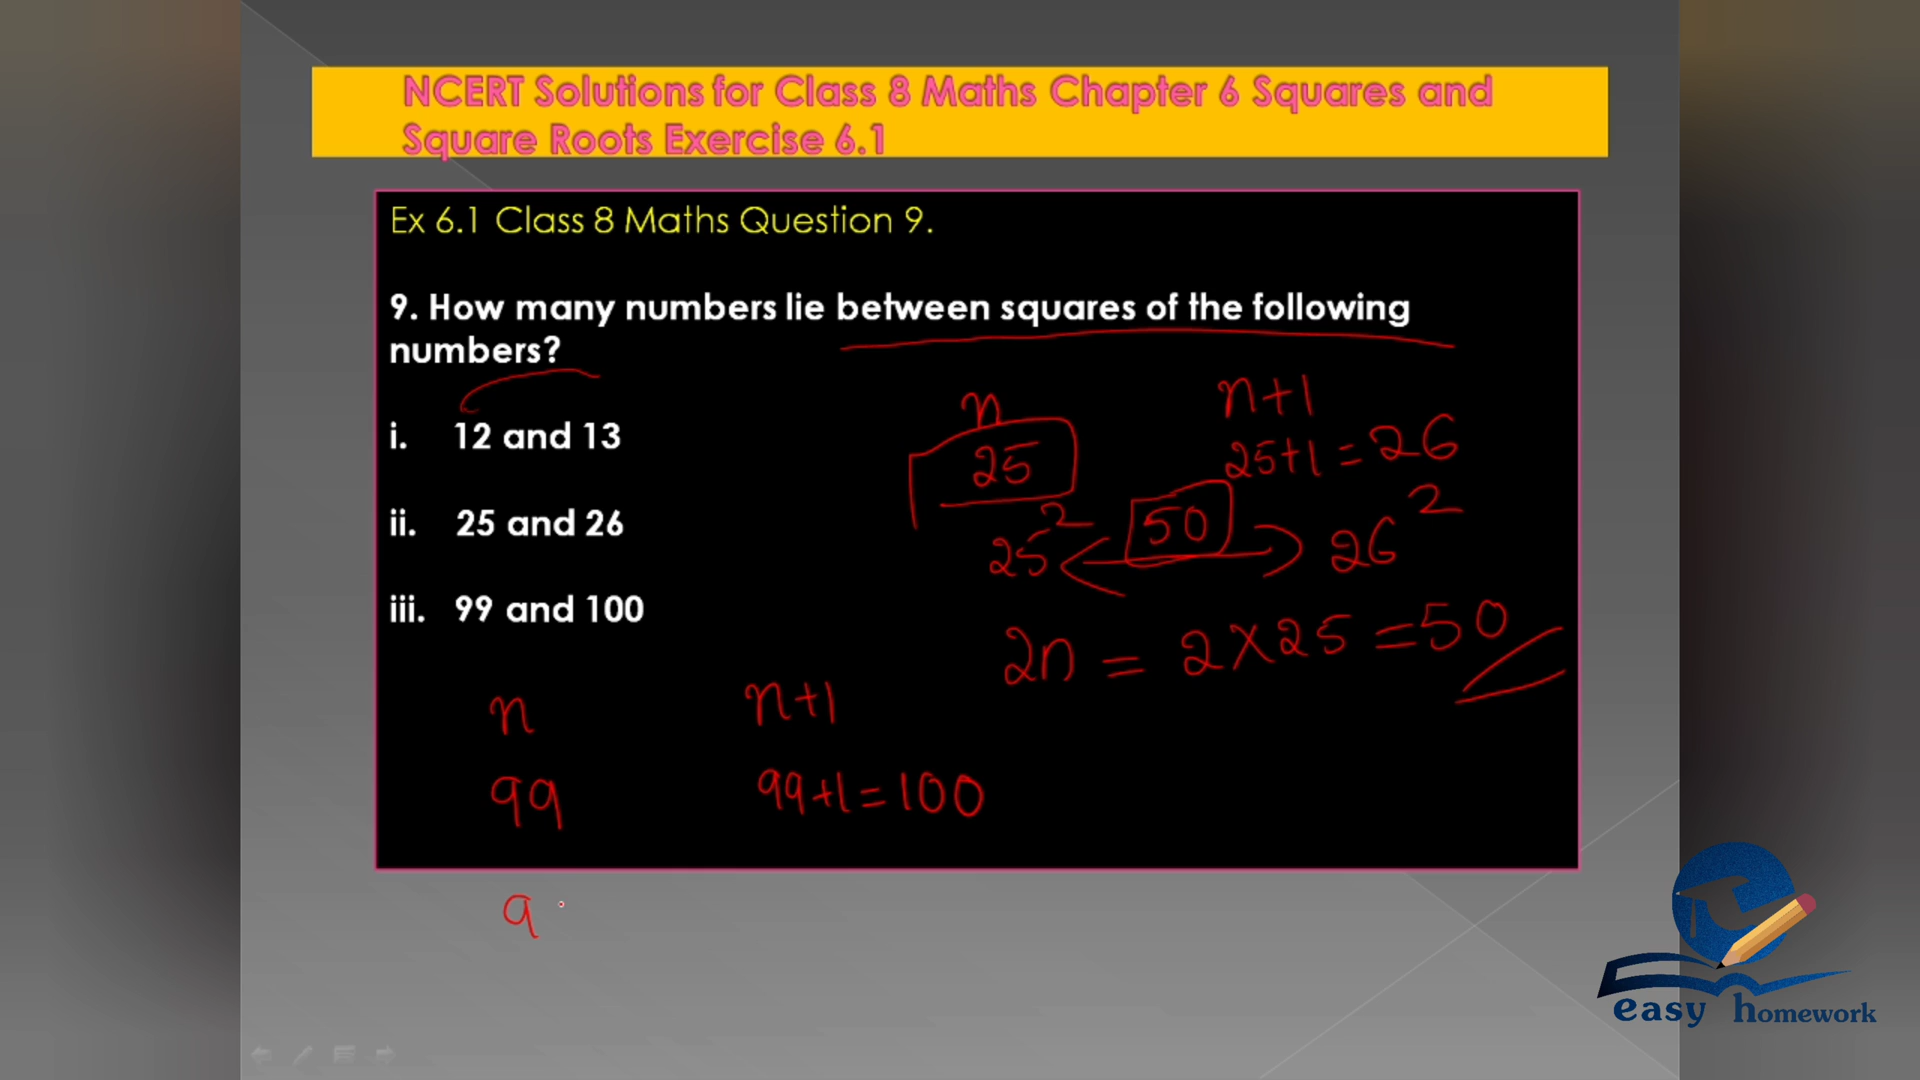 NCERT Solutions for Class 8 Maths Chapter 6 Squares and
Square Roots Exercise 6.1
Ex 6.1 Class 8 Maths Question 9.
9. How many numbers lie between squares of the following
numbers?
i. 12 and 13
ii. 25 and 26
iii. 99 and 100
n n+1
25 25+1=26
25² 50 26²
2n = 2×25=50
n n+1
99 99+1=100
9
easy homework